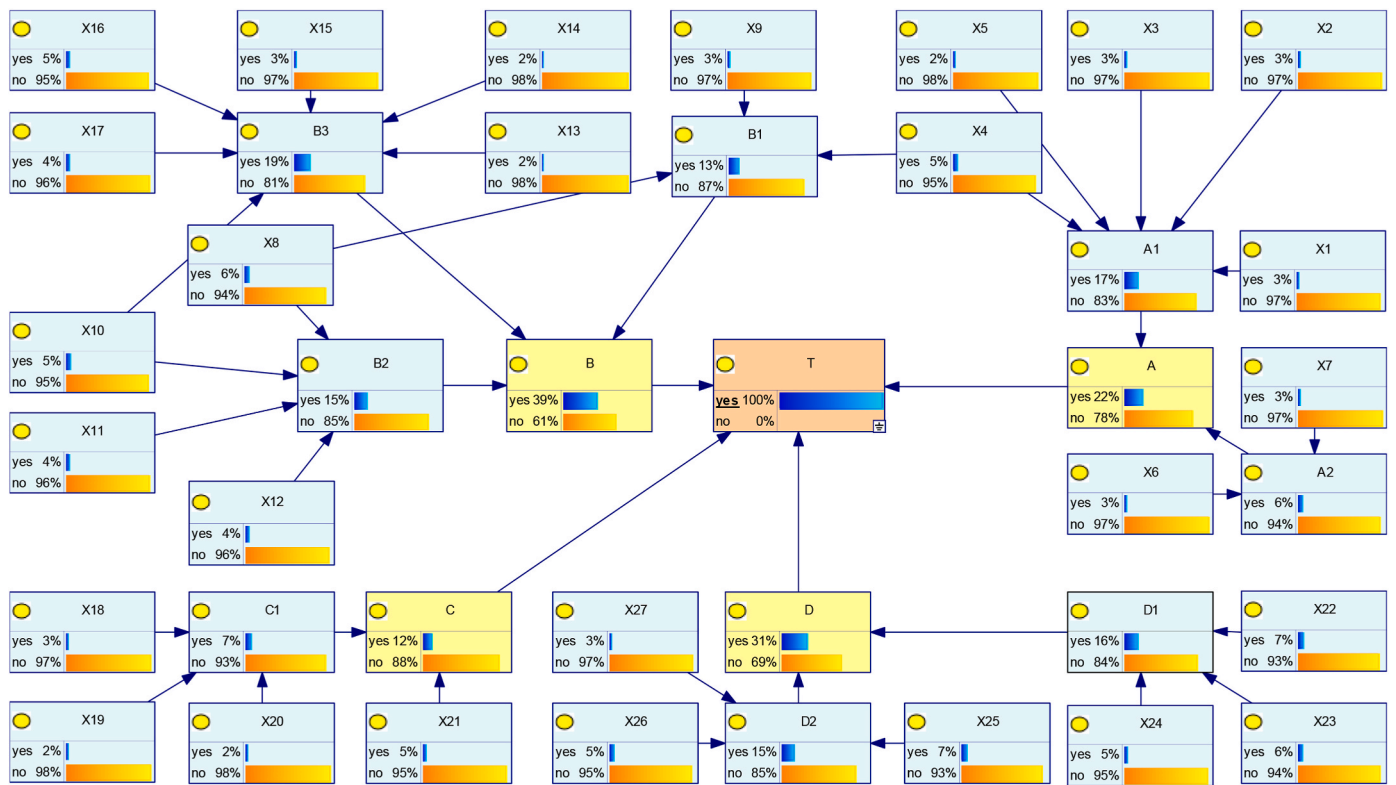 X16
yes 5%
no 95%
X15
yes 3%
no 97%
X14
yes 2%
no 98%
X9
yes 3%
no 97%
X5
yes 2%
no 98%
X3
yes 3%
no 97%
X2
yes 3%
no 97%
X17
yes 4%
no 96%
B3
yes 19%
no 81%
X13
yes 2%
no 98%
B1
yes 13%
no 87%
X4
yes 5%
no 95%
X8
yes 6%
no 94%
A1
yes 17%
no 83%
X1
yes 3%
no 97%
X10
yes 5%
no 95%
B2
yes 15%
no 85%
B
yes 39%
no 61%
T
yes 100%
no 0%
A
yes 22%
no 78%
X7
yes 3%
no 97%
X11
yes 4%
no 96%
X12
yes 4%
no 96%
X6
yes 3%
no 97%
A2
yes 6%
no 94%
X18
yes 3%
no 97%
C1
yes 7%
no 93%
C
yes 12%
no 88%
X27
yes 3%
no 97%
D
yes 31%
no 69%
D1
yes 16%
no 84%
X22
yes 7%
no 93%
X19
yes 2%
no 98%
X20
yes 2%
no 98%
X21
yes 5%
no 95%
X26
yes 5%
no 95%
D2
yes 15%
no 85%
X25
yes 7%
no 93%
X24
yes 5%
no 95%
X23
yes 6%
no 94%